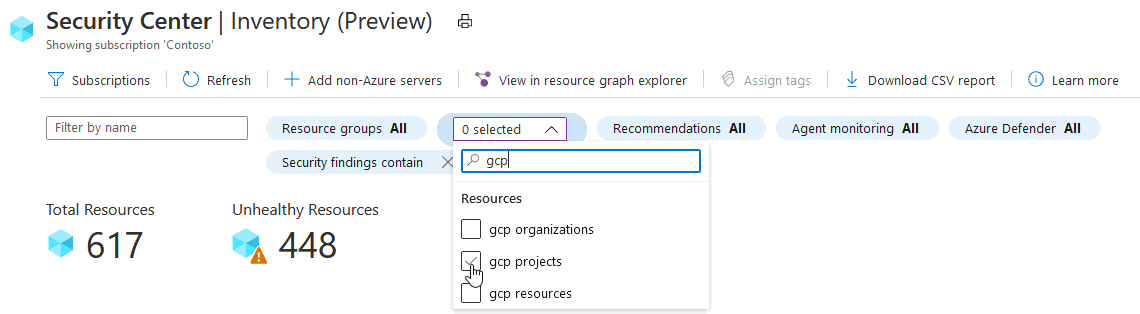 Security Center | Inventory (Preview)
Showing subscription 'Contoso'
Subscriptions Refresh Add non-Azure servers View in resource graph explorer Assign tags Download CSV report Learn more
Filter by name Resource groups All 0 selected Recommendations All Agent monitoring All Azure Defender All
Security findings contain gcp
Resources
Total Resources Unhealthy Resources
gcp organizations
617 448
gcp projects
gcp resources